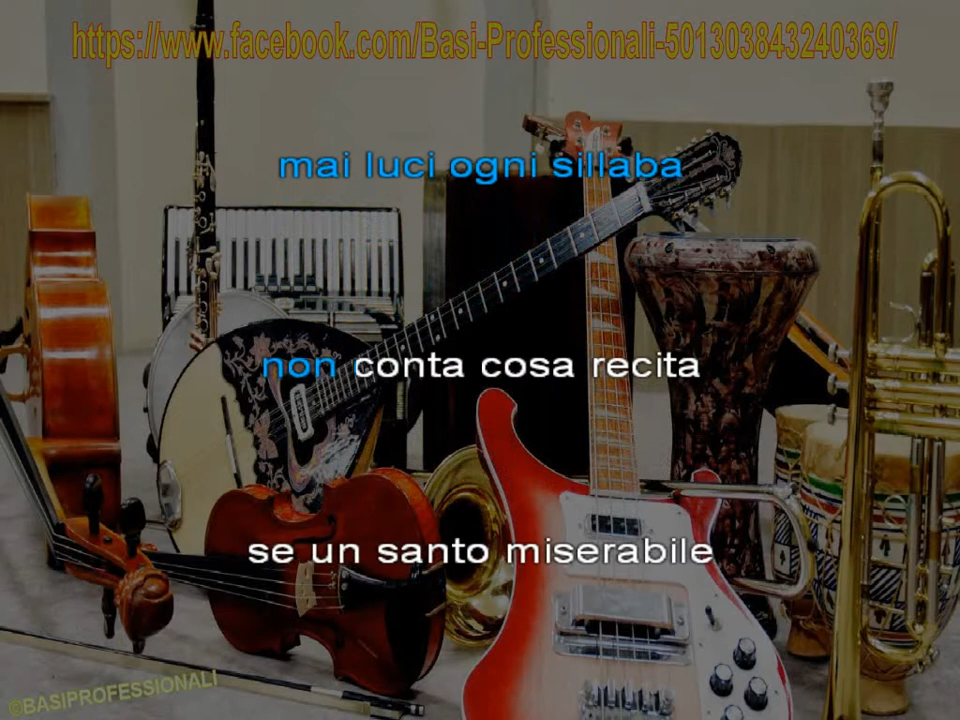 https://www.facebook.com/Basi-Professionali-501303843240369/
mai luci ogni sillaba
non conta cosa recita
se un santo miserabile
©BASIPROFESSIONALI